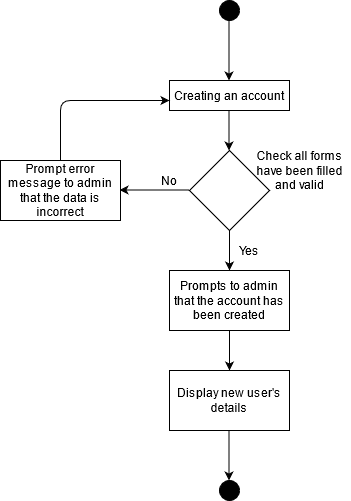 Creating an account
Check all forms
have been filled
and valid
No
Prompt error
message to admin
that the data is
incorrect
Yes
Prompts to admin
that the account has
been created
Display new user's
details